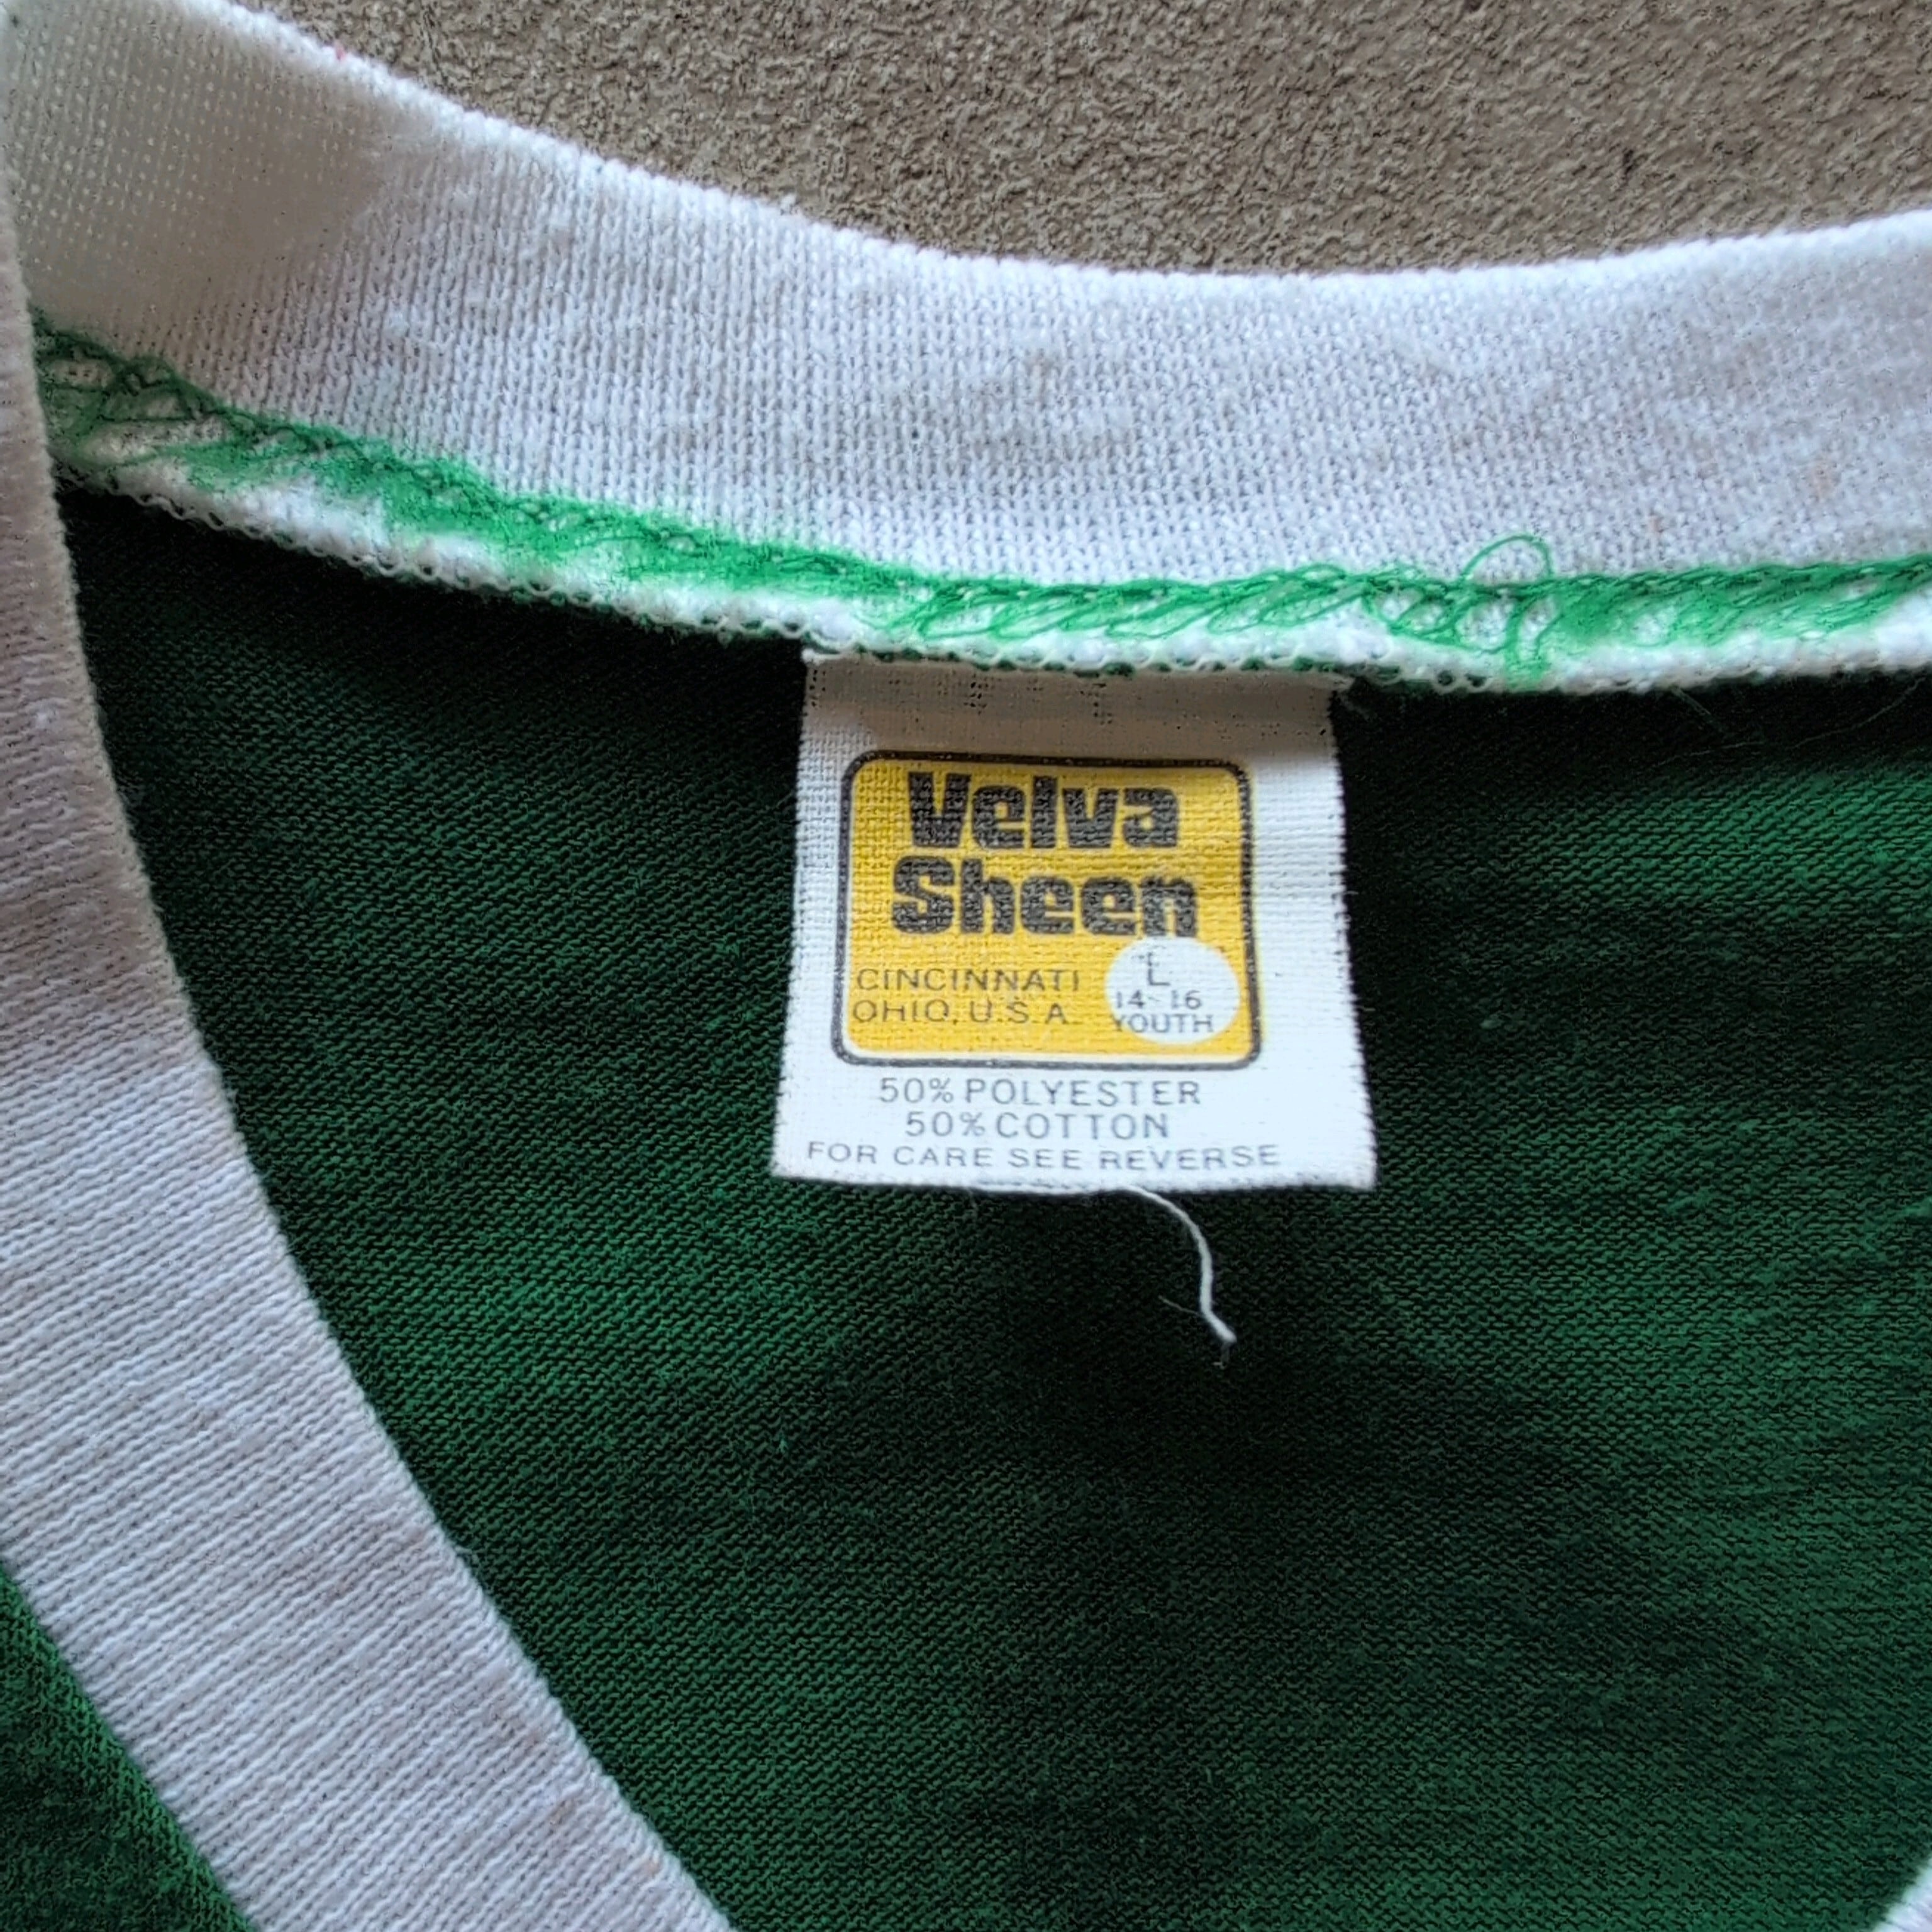 Velva
Sheen
CINCINNATI
OHIO, U.S.A.
L
14-16
YOUTH
50% POLYESTER
50% COTTON
FOR CARE SEE REVERSE